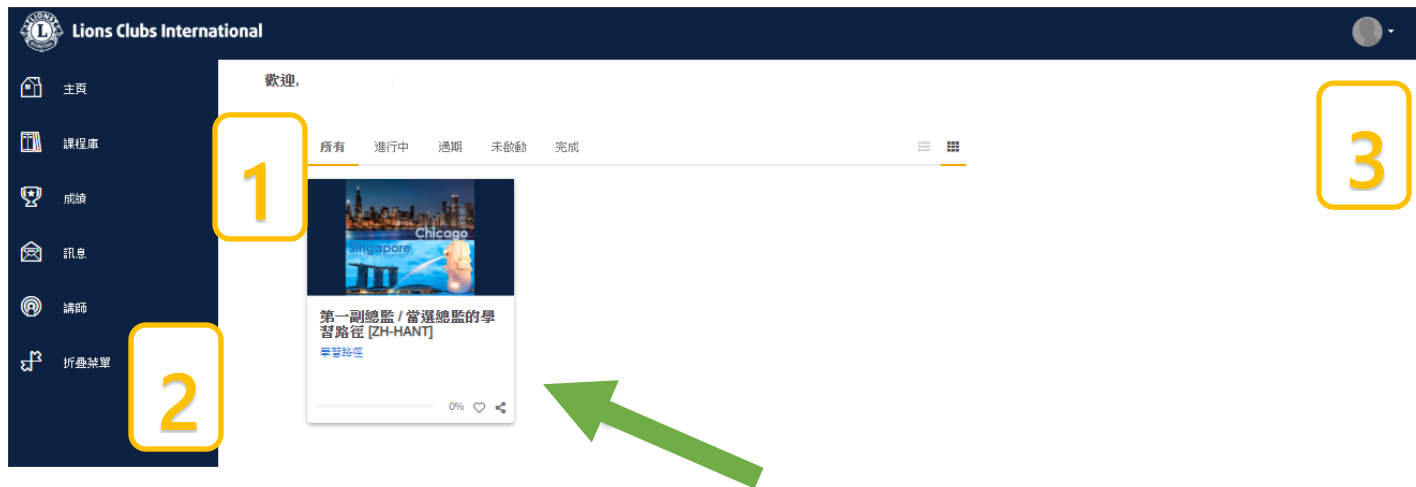 Lions Clubs International
主頁
課程庫
成績
訊息
講師
折疊菜單
歡迎,
所有 進行中 過期 未啟動 完成
Chicago
Singapore
第一副總監 / 當選總監的學
習路徑 [ZH-HANT]
學習路徑
0%
1
2
3